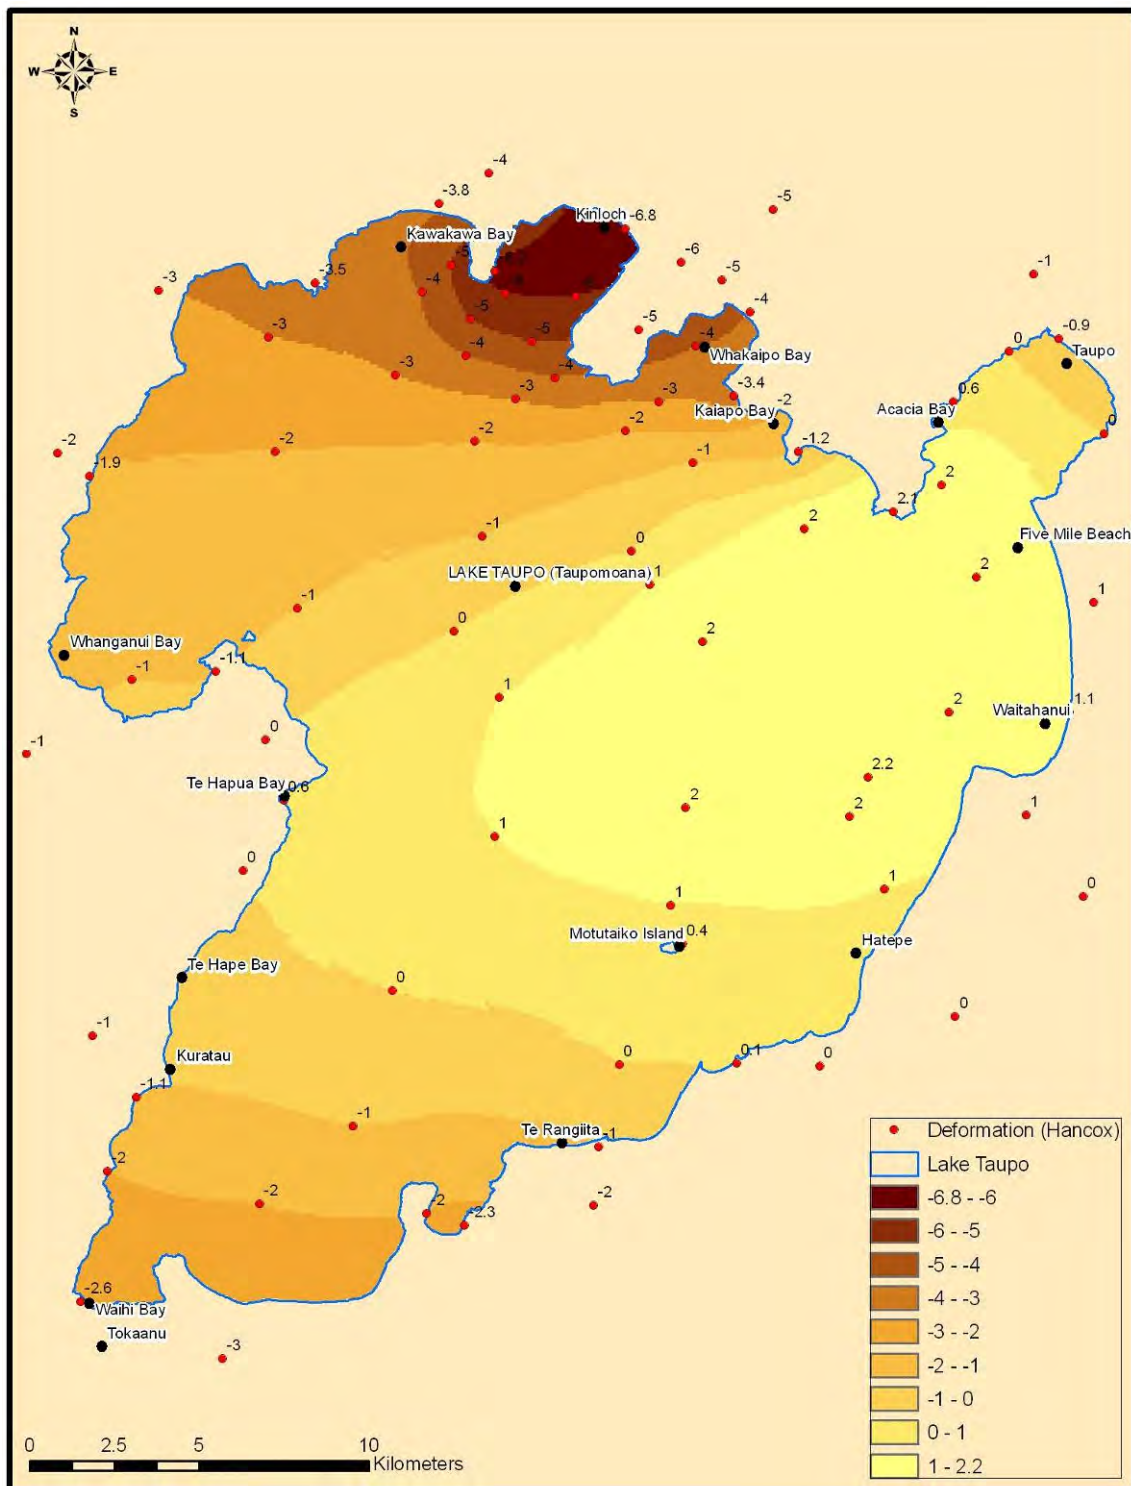 N
W E
S
-4
-3.8
-5
Kinloch
-6.8
Kawakawa Bay
-5
-6
-3.5
-3
-4
-5
-1
-5
-4
-5
-5
-3
-4
-4
Whakaipo Bay
0
-0.9
Taupo
-3
-4
-3
-3
-3.4
-2
Kaiapo Bay
0.6
Acacia Bay
0
-2
-2
-2
-2
-1.2
-1.9
-1
2
2.1
2
-1
0
Five Mile Beach
LAKE TAUPO (Taupomoana)
1
2
1
-1
0
2
Whanganui Bay
-1
-1.1
1
2
1.1
Waitahanui
0
-1
2.2
Te Hapua Bay
0.6
2
2
1
1
0
1
1
0
Motutaiko Island
0.4
Hatepe
Te Hape Bay
0
-1
0
Kuratau
0
0.1
0
-1.1
-1
Te Rangiita
-1
-2
-2
-2
-2.3
-2
-2.6
Waihi Bay
Tokaanu
-3
Deformation (Hancox)
Lake Taupo
-6.8 - -6
-6 - -5
-5 - -4
-4 - -3
-3 - -2
-2 - -1
-1 - 0
0 - 1
1 - 2.2
0 2.5 5 10
Kilometers